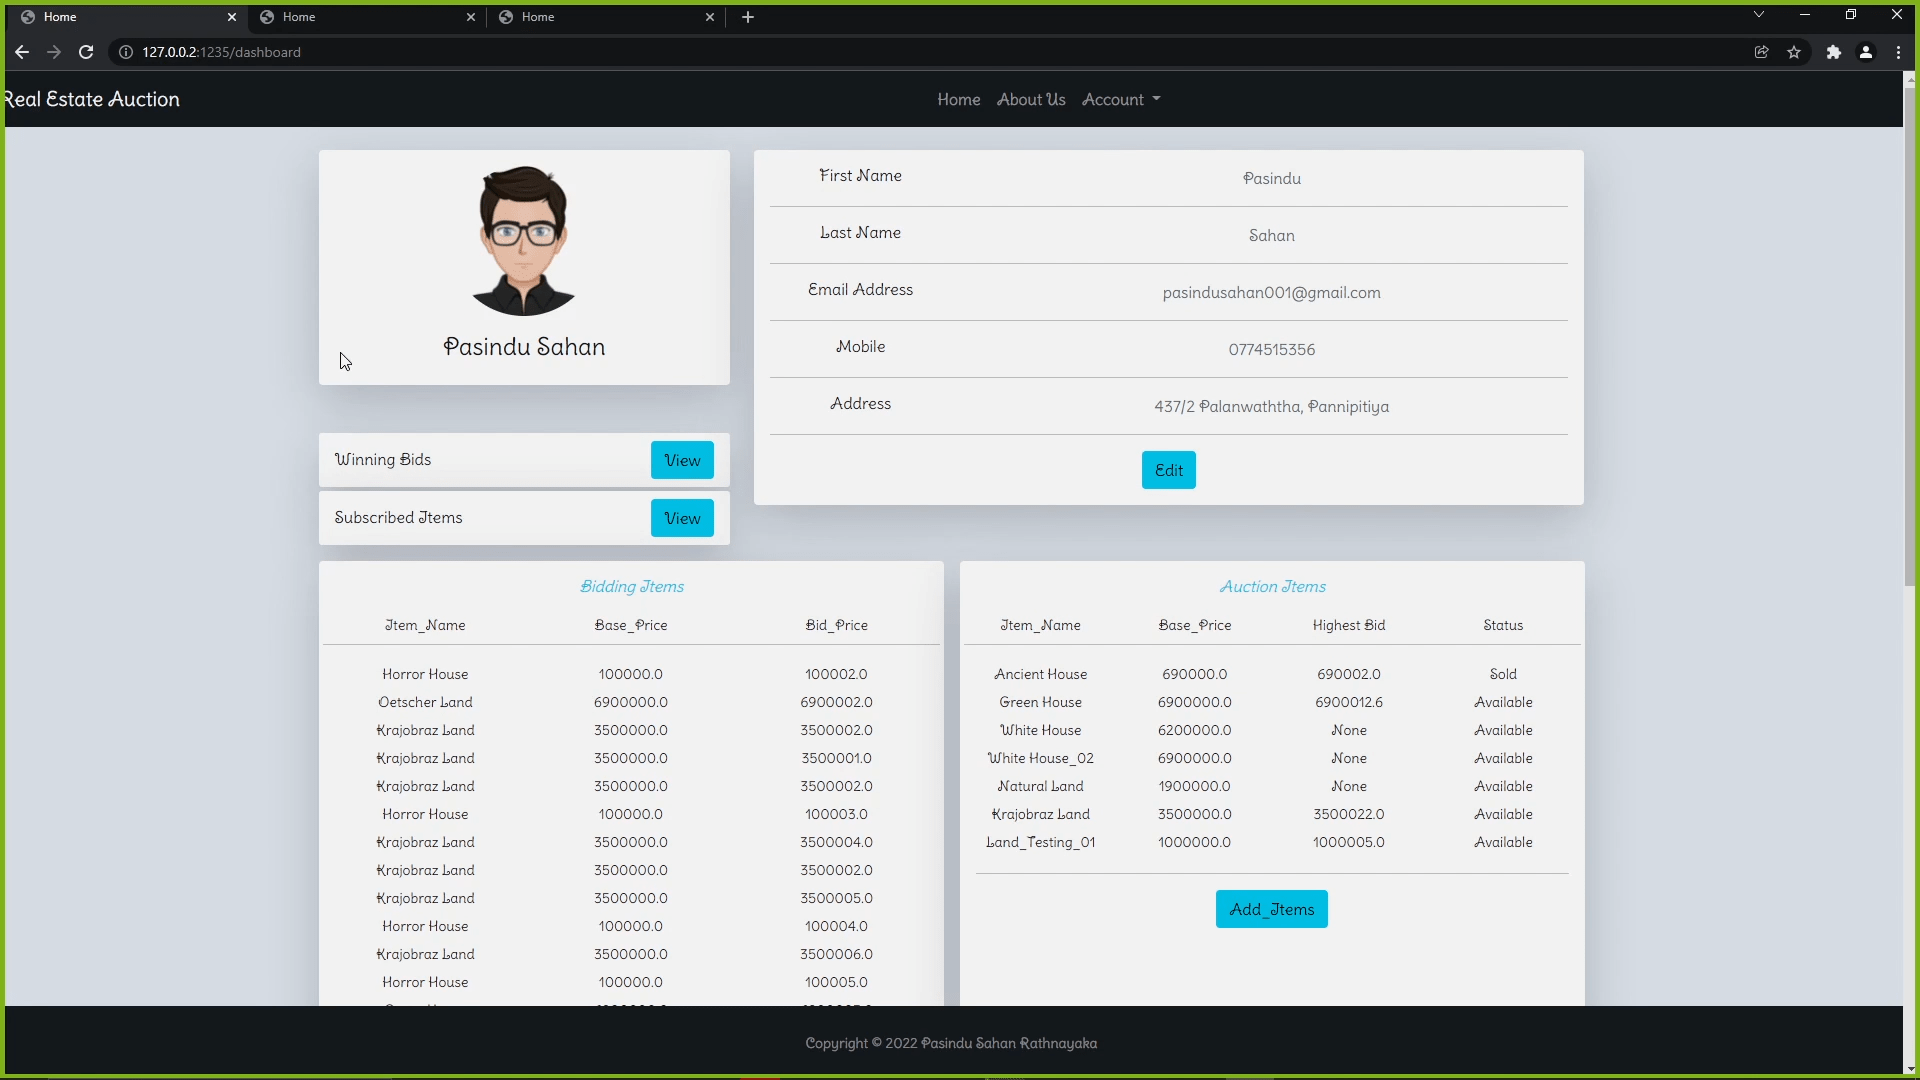 Home
Home
Home
127.0.0.2:1235/dashboard
Real Estate Auction
Home About Us Account
Pasindu Sahan
First Name Pasindu
Last Name Sahan
Email Address pasindusahan001@gmail.com
Mobile 0774515356
Address 437/2 Palanwaththa, Pannipitiya
Edit
Winning Bids View
Subscribed Items View
Bidding Items
Item_Name Base_Price Bid_Price
Horror House 100000.0 100002.0
Oetscher Land 6900000.0 6900002.0
Krajobraz Land 3500000.0 3500002.0
Krajobraz Land 3500000.0 3500001.0
Krajobraz Land 3500000.0 3500002.0
Horror House 100000.0 100003.0
Krajobraz Land 3500000.0 3500004.0
Krajobraz Land 3500000.0 3500002.0
Krajobraz Land 3500000.0 3500005.0
Horror House 100000.0 100004.0
Krajobraz Land 3500000.0 3500006.0
Horror House 100000.0 100005.0
Auction Items
Item_Name Base_Price Highest Bid Status
Ancient House 690000.0 690002.0 Sold
Green House 6900000.0 6900012.6 Available
White House 6200000.0 None Available
White House_02 6900000.0 None Available
Natural Land 1900000.0 None Available
Krajobraz Land 3500000.0 3500022.0 Available
Land_Testing_01 1000000.0 1000005.0 Available
Add_Items
Copyright © 2022 Pasindu Sahan Rathnayaka